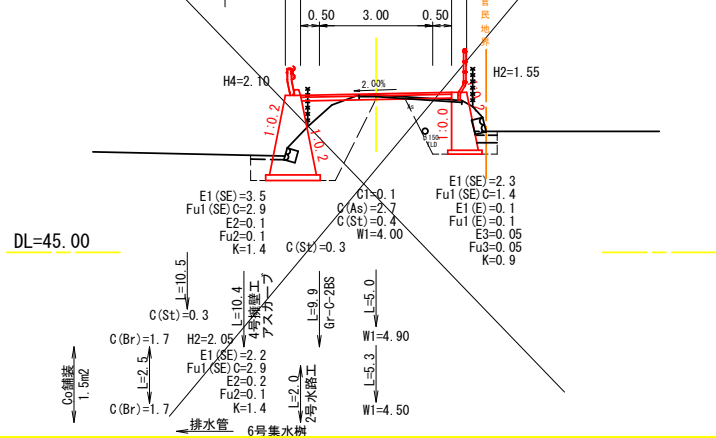 0.50
3.00
0.50
官民地界
H4=2.10
2.00%
H2=1.55
1:0.2
1:0.2
1:0.0
As
E1(SE)=3.5
Fu1(SE)C=2.9
E2=0.1
Fu2=0.1
K=1.4
C1=0.1
C(As)=2.7
C(St)=0.4
W1=4.00
C(St)=0.3
E1(SE)=2.3
Fu1(SE)C=1.4
E1(E)=0.1
Fu1(E)=0.1
E3=0.05
Fu3=0.05
K=0.9
DL=45.00
L=10.5
C(St)=0.3
L=10.4
4号擁壁工
アスカーブ
L=9.9
Gr-C-2BS
L=5.0
W1=4.90
C(Br)=1.7
H2=2.05
E1(SE)=2.2
Fu1(SE)C=2.9
E2=0.2
Fu2=0.1
K=1.4
Co舗装
1.5m2
L=2.5
C(Br)=1.7
L=2.0
2号水路工
L=5.3
W1=4.50
排水管
6号集水桝